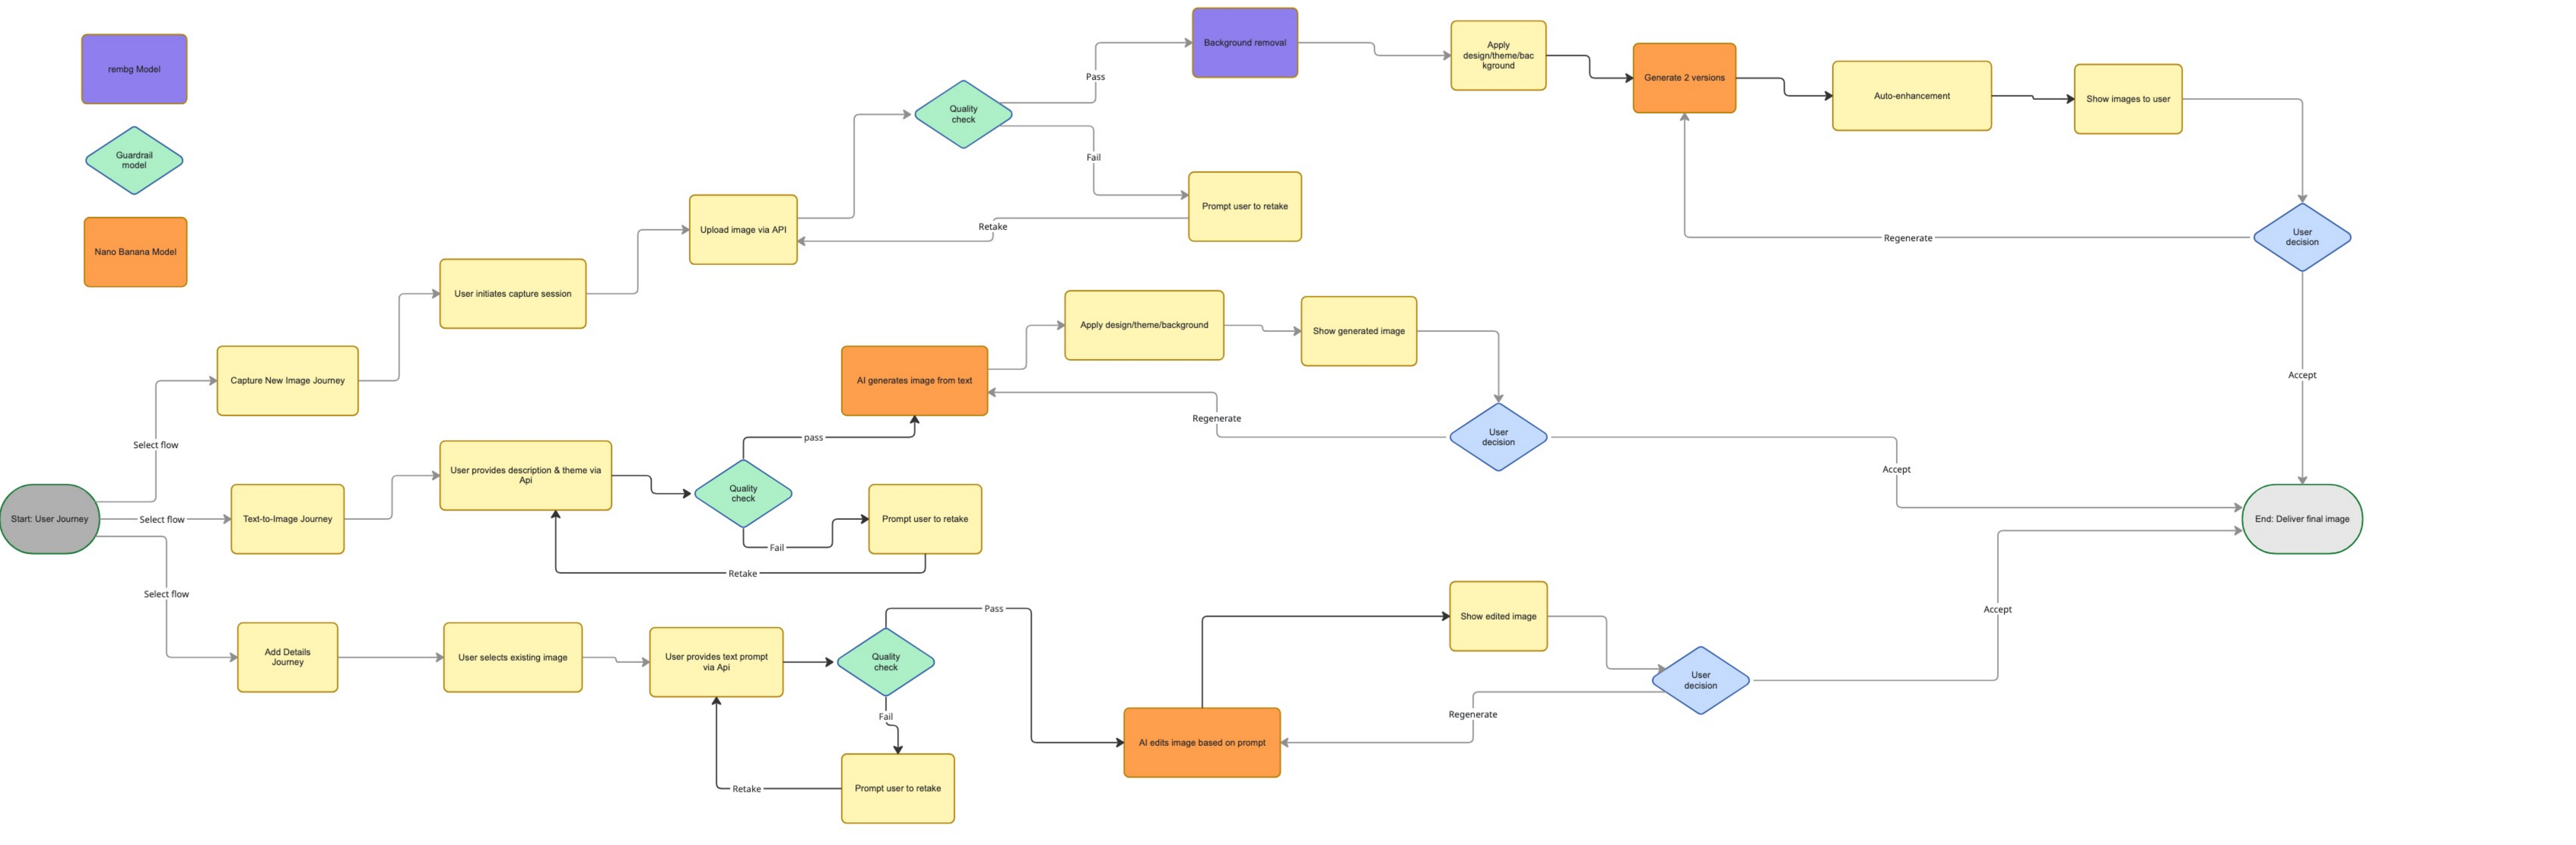 rembg Model
Guardrail
model
Nano Banana Model
Start: User Journey
Select flow
Select flow
Select flow
Capture New Image Journey
User initiates capture session
Upload image via API
Quality
check
Pass
Fail
Background removal
Prompt user to retake
Retake
Apply
design/theme/bac
kground
Generate 2 versions
Auto-enhancement
Show images to user
User
decision
Regenerate
Accept
Text-to-Image Journey
User provides description & theme via
Api
Quality
check
pass
Fail
Prompt user to retake
Retake
AI generates image from text
Apply design/theme/background
Show generated image
User
decision
Regenerate
Accept
Add Details
Journey
User selects existing image
User provides text prompt
via Api
Quality
check
Pass
Fail
Prompt user to retake
Retake
AI edits image based on prompt
Show edited image
User
decision
Regenerate
Accept
End: Deliver final image